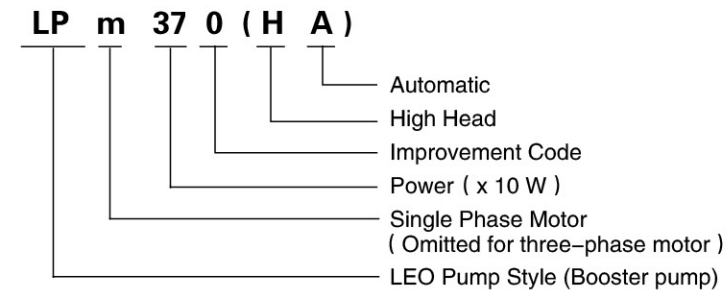 LP m 37 0 ( H A )
Automatic
High Head
Improvement Code
Power ( x 10 W )
Single Phase Motor
( Omitted for three-phase motor )
LEO Pump Style (Booster pump)